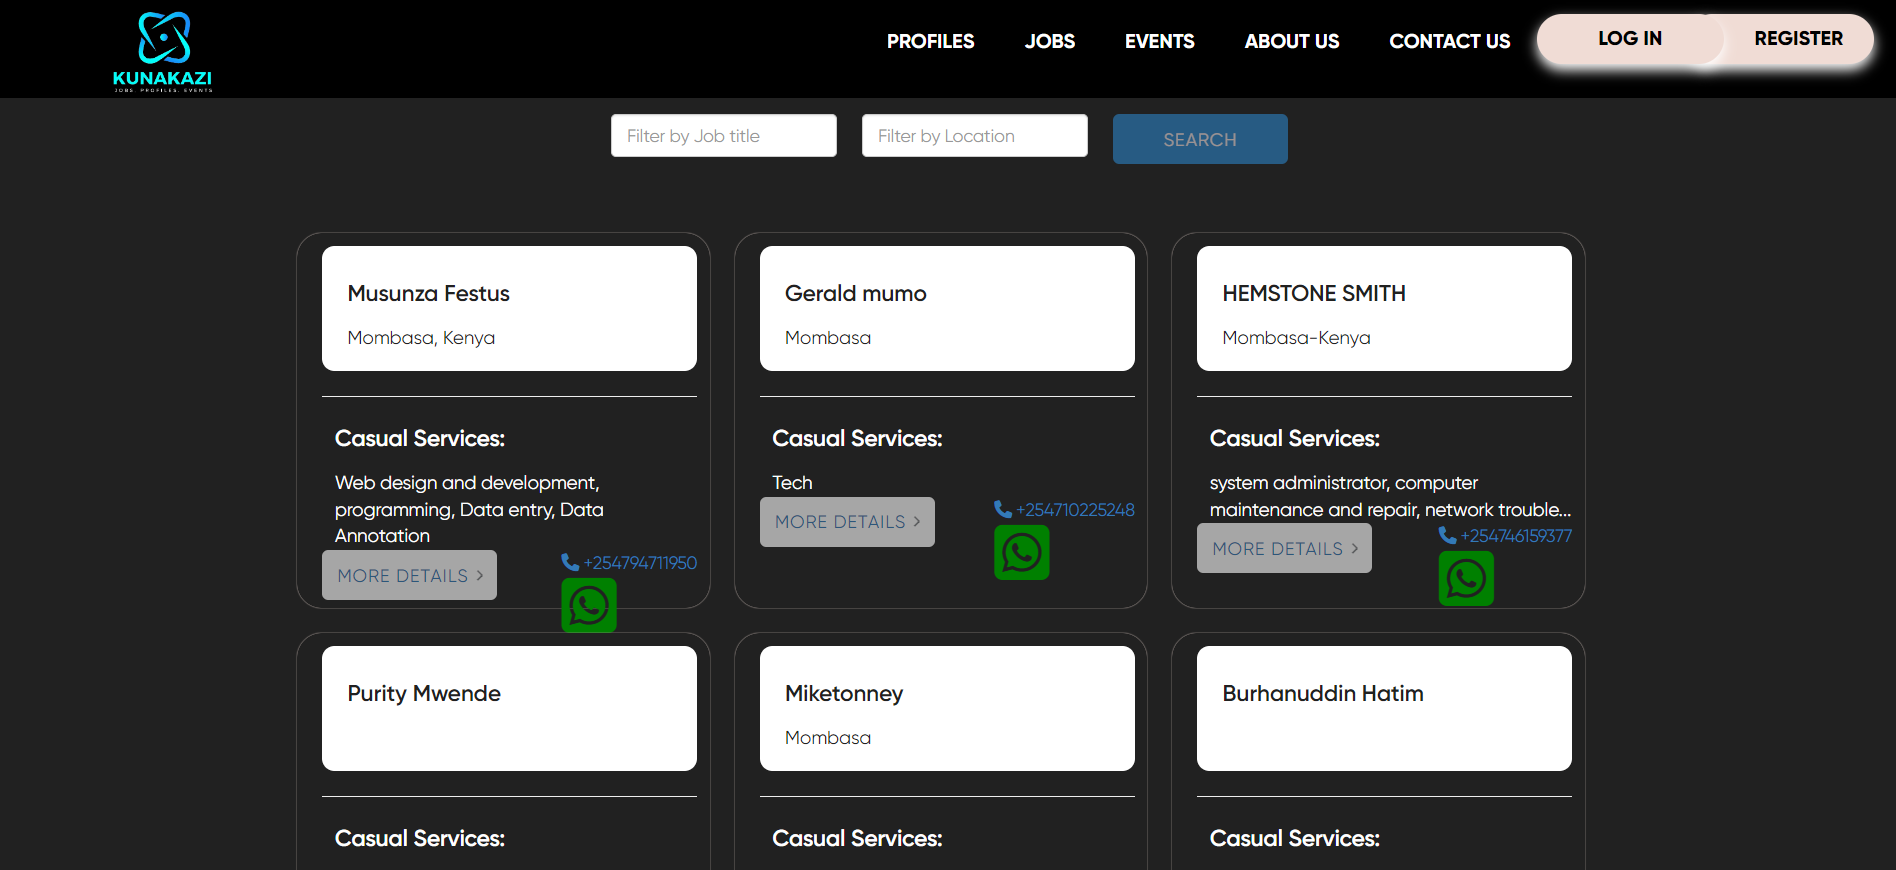 KUNAKAZI
JOBS. PROFILES. EVENTS
PROFILES
JOBS
EVENTS
ABOUT US
CONTACT US
LOG IN
REGISTER
Filter by Job title
Filter by Location
SEARCH
Musunza Festus
Mombasa, Kenya
Casual Services:
Web design and development,
programming, Data entry, Data
Annotation
MORE DETAILS
+254794711950
Gerald mumo
Mombasa
Casual Services:
Tech
MORE DETAILS
+254710225248
HEMSTONE SMITH
Mombasa-Kenya
Casual Services:
system administrator, computer
maintenance and repair, network trouble...
MORE DETAILS
+254746159377
Purity Mwende
Casual Services:
Miketonney
Mombasa
Casual Services:
Burhanuddin Hatim
Casual Services: